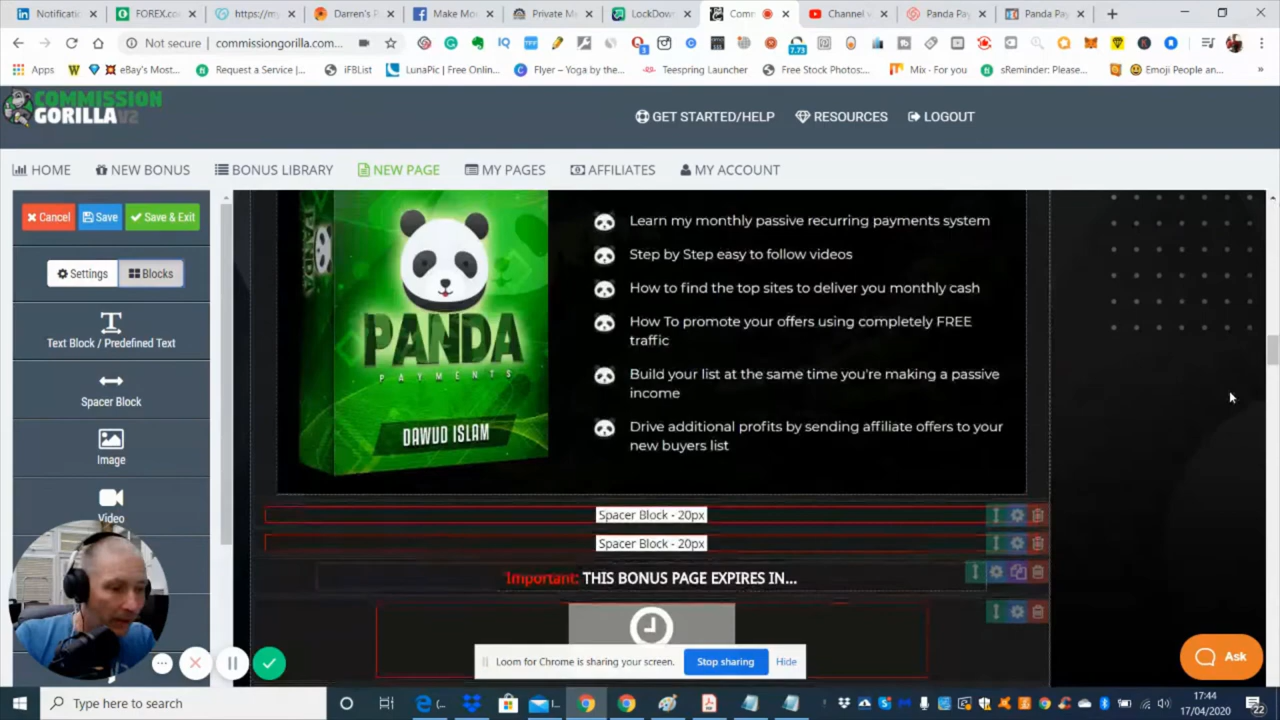 Notificatio
FOREX.co
https://my
Darren's P
Make Mo
Private M
LockDow
Comm
Channel v
Panda Pay
Panda Pay
Not secure
commissiongorilla.com...
1
7.73
Apps
eBay's Most...
Request a Service |...
iFBList
LunaPic | Free Onlin...
Flyer – Yoga by the...
Teespring Launcher
Free Stock Photos:...
Mix - For you
sReminder: Please...
Emoji People an...
COMMISSION
GORILLA V2
GET STARTED/HELP
RESOURCES
LOGOUT
HOME
NEW BONUS
BONUS LIBRARY
NEW PAGE
MY PAGES
AFFILIATES
MY ACCOUNT
Cancel
Save
Save & Exit
Settings
Blocks
Text Block / Predefined Text
Spacer Block
Image
Video
PANDA
PANDA
PAYMENTS
DAWUD ISLAM
Learn my monthly passive recurring payments system
Step by Step easy to follow videos
How to find the top sites to deliver you monthly cash
How To promote your offers using completely FREE
traffic
Build your list at the same time you're making a passive
income
Drive additional profits by sending affiliate offers to your
new buyers list
Spacer Block - 20px
Spacer Block - 20px
Important: THIS BONUS PAGE EXPIRES IN...
Loom for Chrome is sharing your screen.
Stop sharing
Hide
Ask
Type here to search
17:44
17/04/2020
22